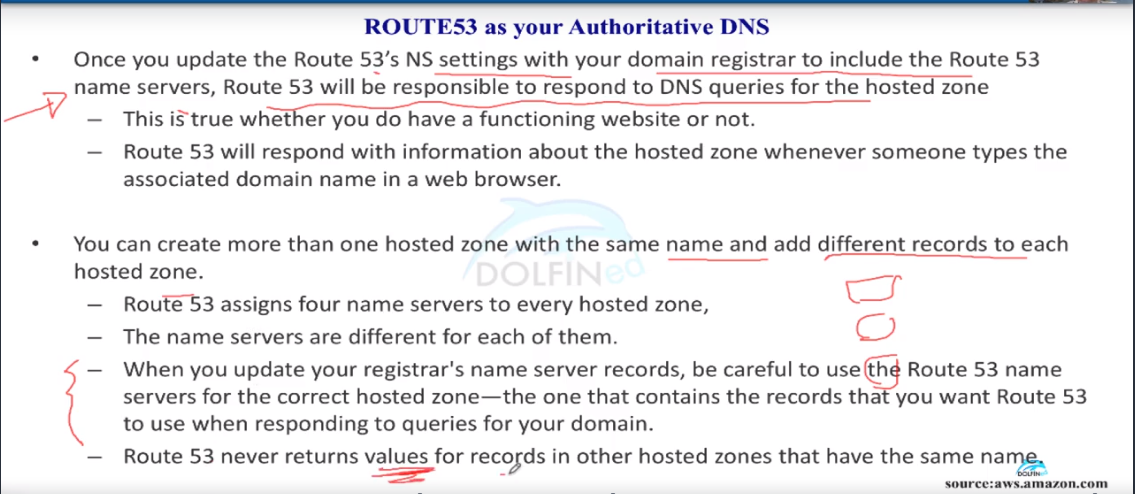 ROUTE53 as your Authoritative DNS
• Once you update the Route 53's NS settings with your domain registrar to include the Route 53
name servers, Route 53 will be responsible to respond to DNS queries for the hosted zone
– This is true whether you do have a functioning website or not.
– Route 53 will respond with information about the hosted zone whenever someone types the
associated domain name in a web browser.
• You can create more than one hosted zone with the same name and add different records to each
hosted zone.
DOLFINed
– Route 53 assigns four name servers to every hosted zone,
– The name servers are different for each of them.
– When you update your registrar's name server records, be careful to use the Route 53 name
servers for the correct hosted zone—the one that contains the records that you want Route 53
to use when responding to queries for your domain.
– Route 53 never returns values for records in other hosted zones that have the same name.
source:aws.amazon.com